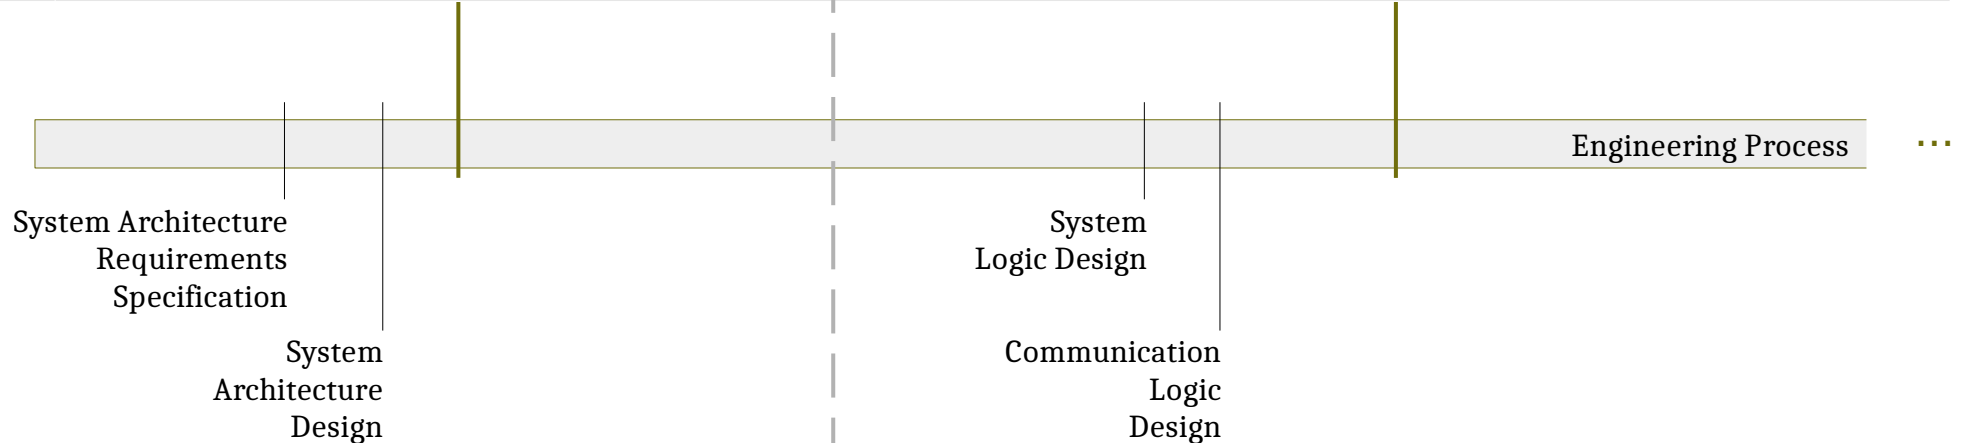 Engineering Process
...
System Architecture
Requirements
Specification
System
Logic Design
System
Architecture
Design
Communication
Logic
Design